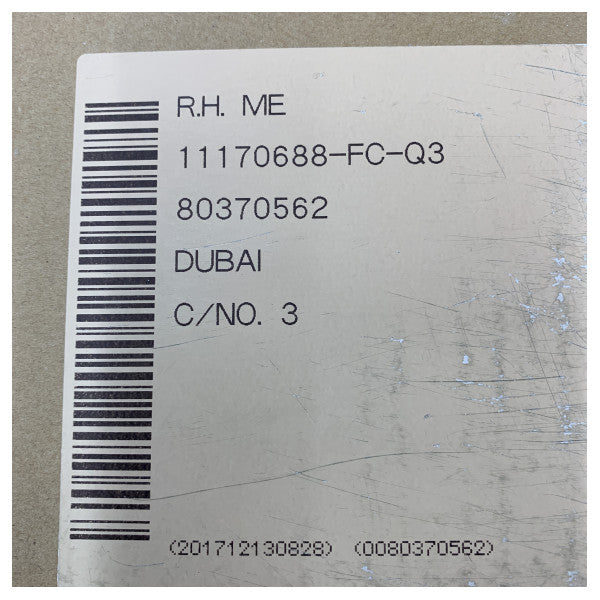 R.H. ME
11170688-FC-Q3
80370562
DUBAI
C/NO. 3
(201712130828) (0080370562)